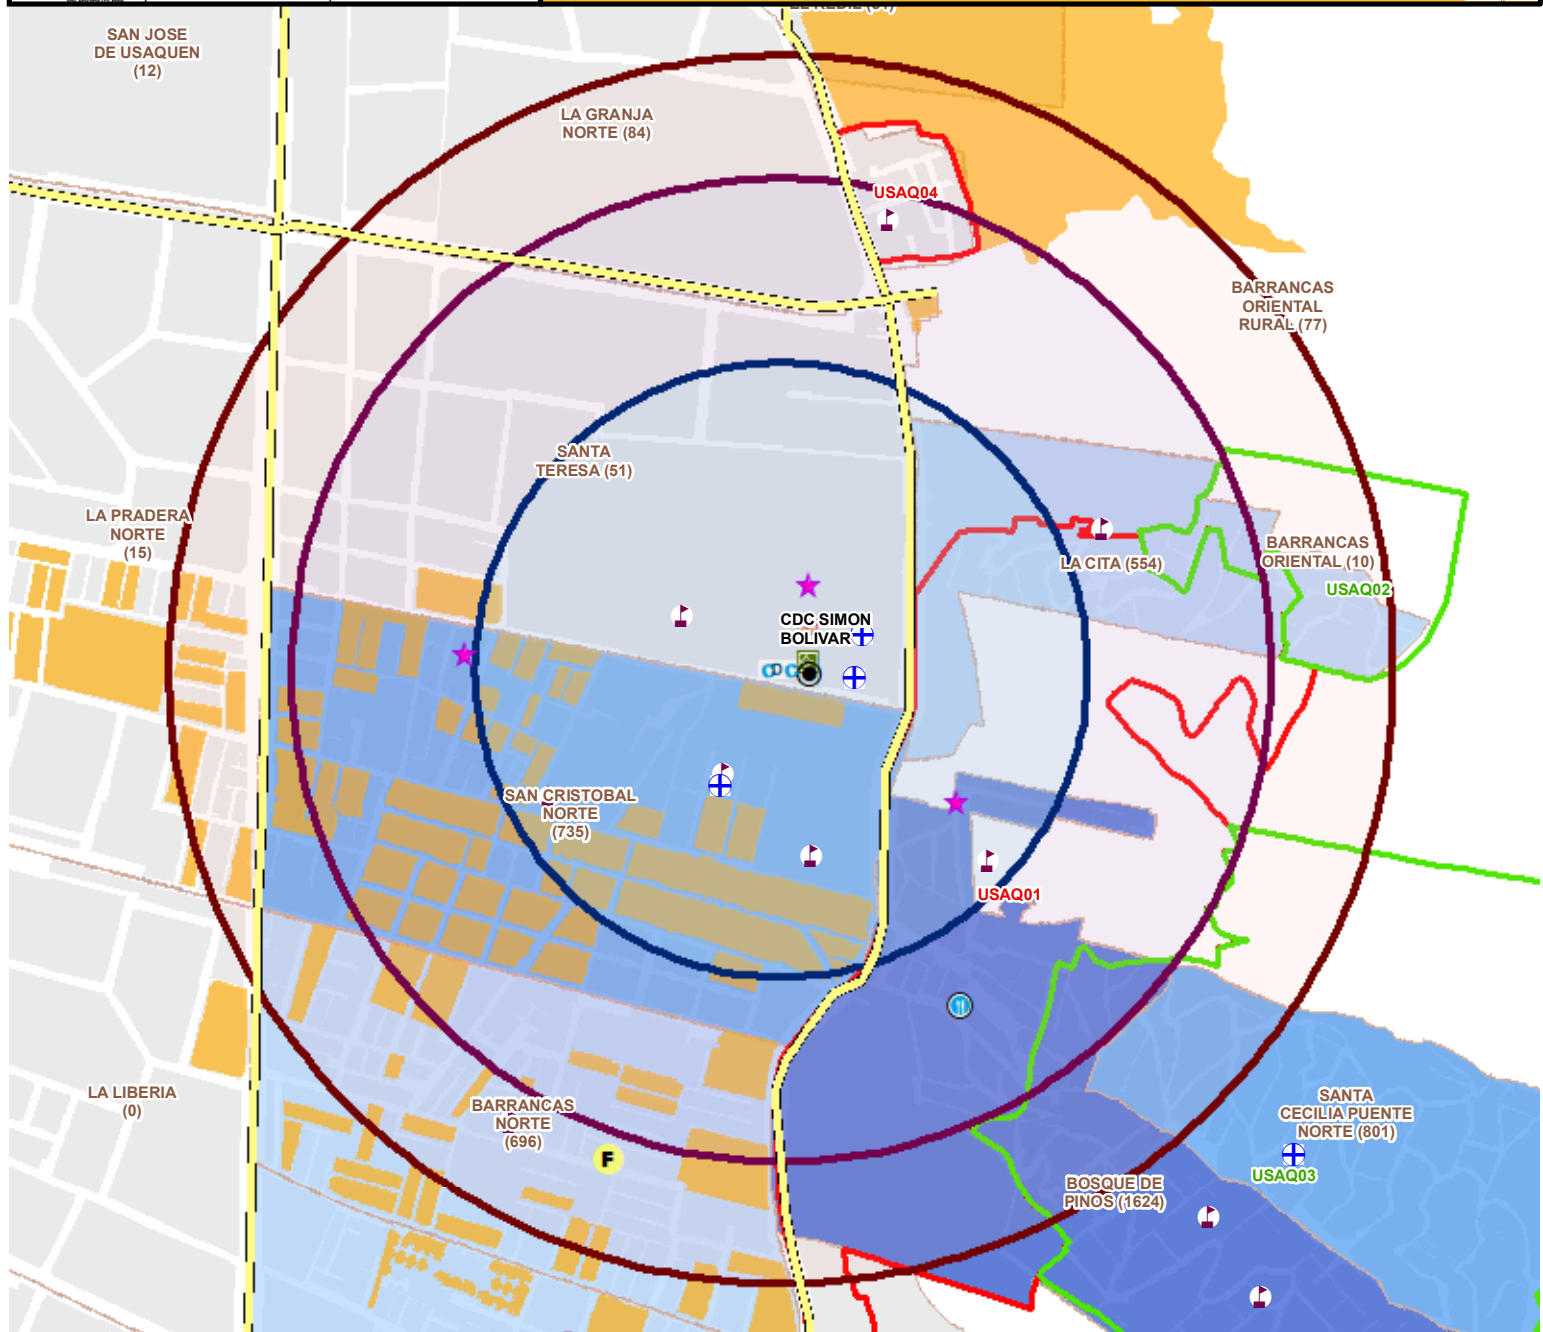 SAN JOSE
DE USAQUEN
(12)
LA GRANJA
NORTE (84)
USAQ04
BARRANCAS
ORIENTAL
RURAL (77)
SANTA
TERESA (51)
LA PRADERA
NORTE
(15)
BARRANCAS
ORIENTAL (10)
LA CITA (554)
USAQ02
CDC SIMON
BOLIVAR
SAN CRISTOBAL
NORTE
(735)
USAQ01
LA LIBERIA
(0)
BARRANCAS
NORTE
(696)
F
SANTA
CECILIA PUENTE
NORTE (801)
USAQ03
BOSQUE DE
PINOS (1624)